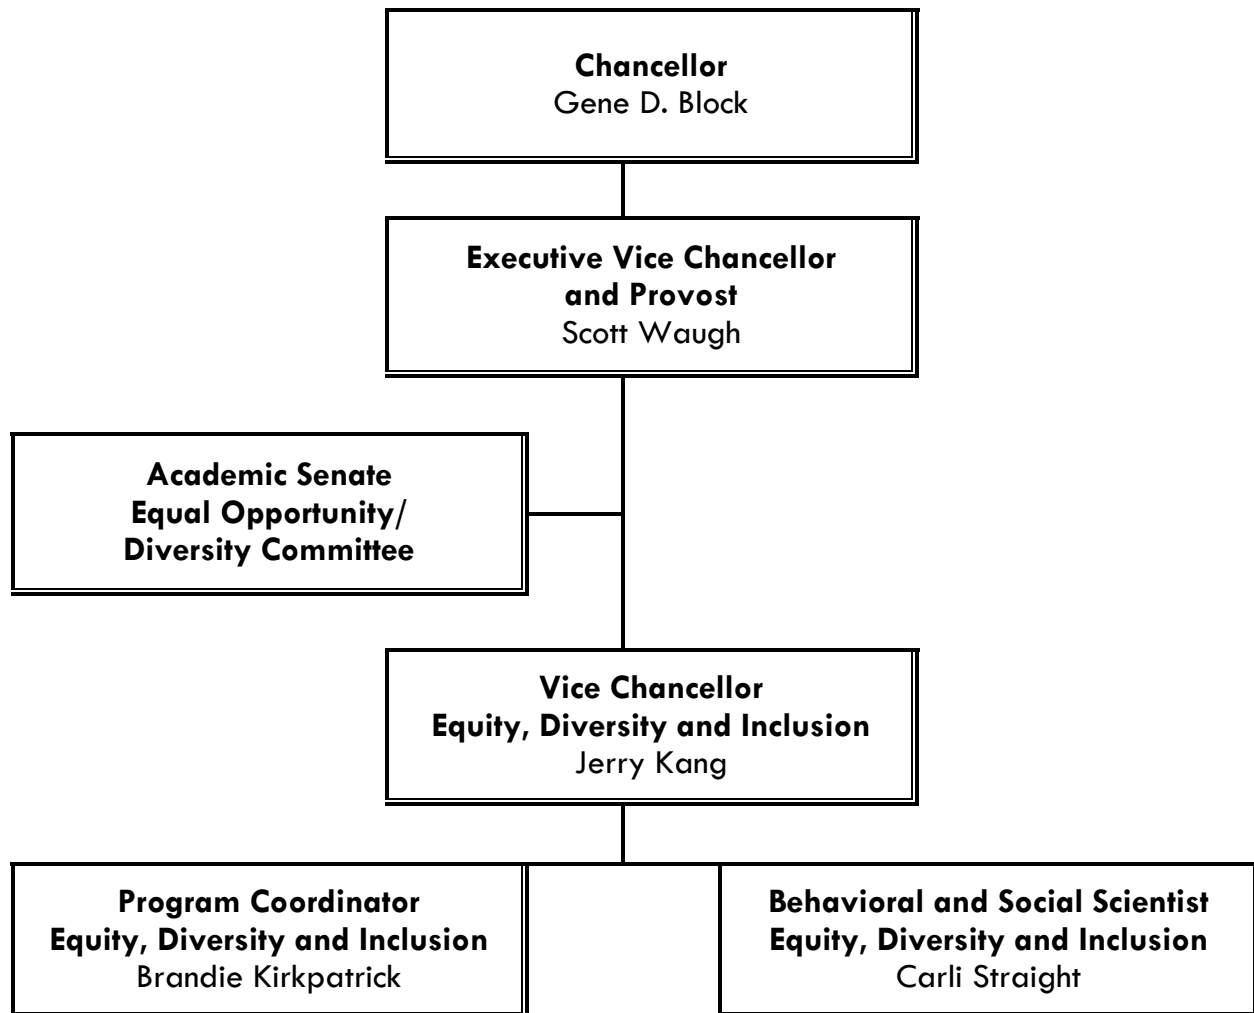 Chancellor
Gene D. Block
Executive Vice Chancellor
and Provost
Scott Waugh
Academic Senate
Equal Opportunity/
Diversity Committee
Vice Chancellor
Equity, Diversity and Inclusion
Jerry Kang
Program Coordinator
Equity, Diversity and Inclusion
Brandie Kirkpatrick
Behavioral and Social Scientist
Equity, Diversity and Inclusion
Carli Straight